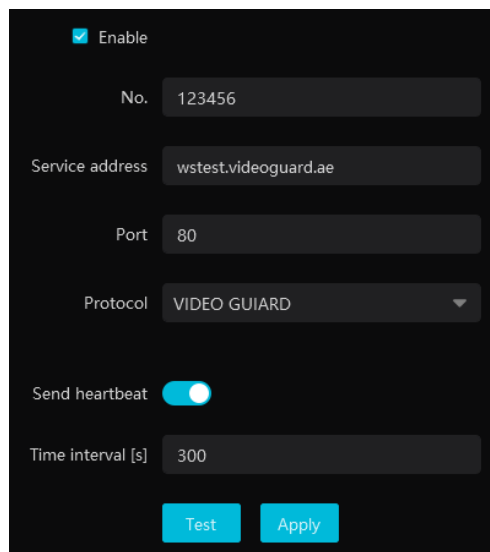 Enable
No. 123456
Service address wstest.videoguard.ae
Port 80
Protocol VIDEO GUIARD
Send heartbeat
Time interval [s] 300
Test Apply